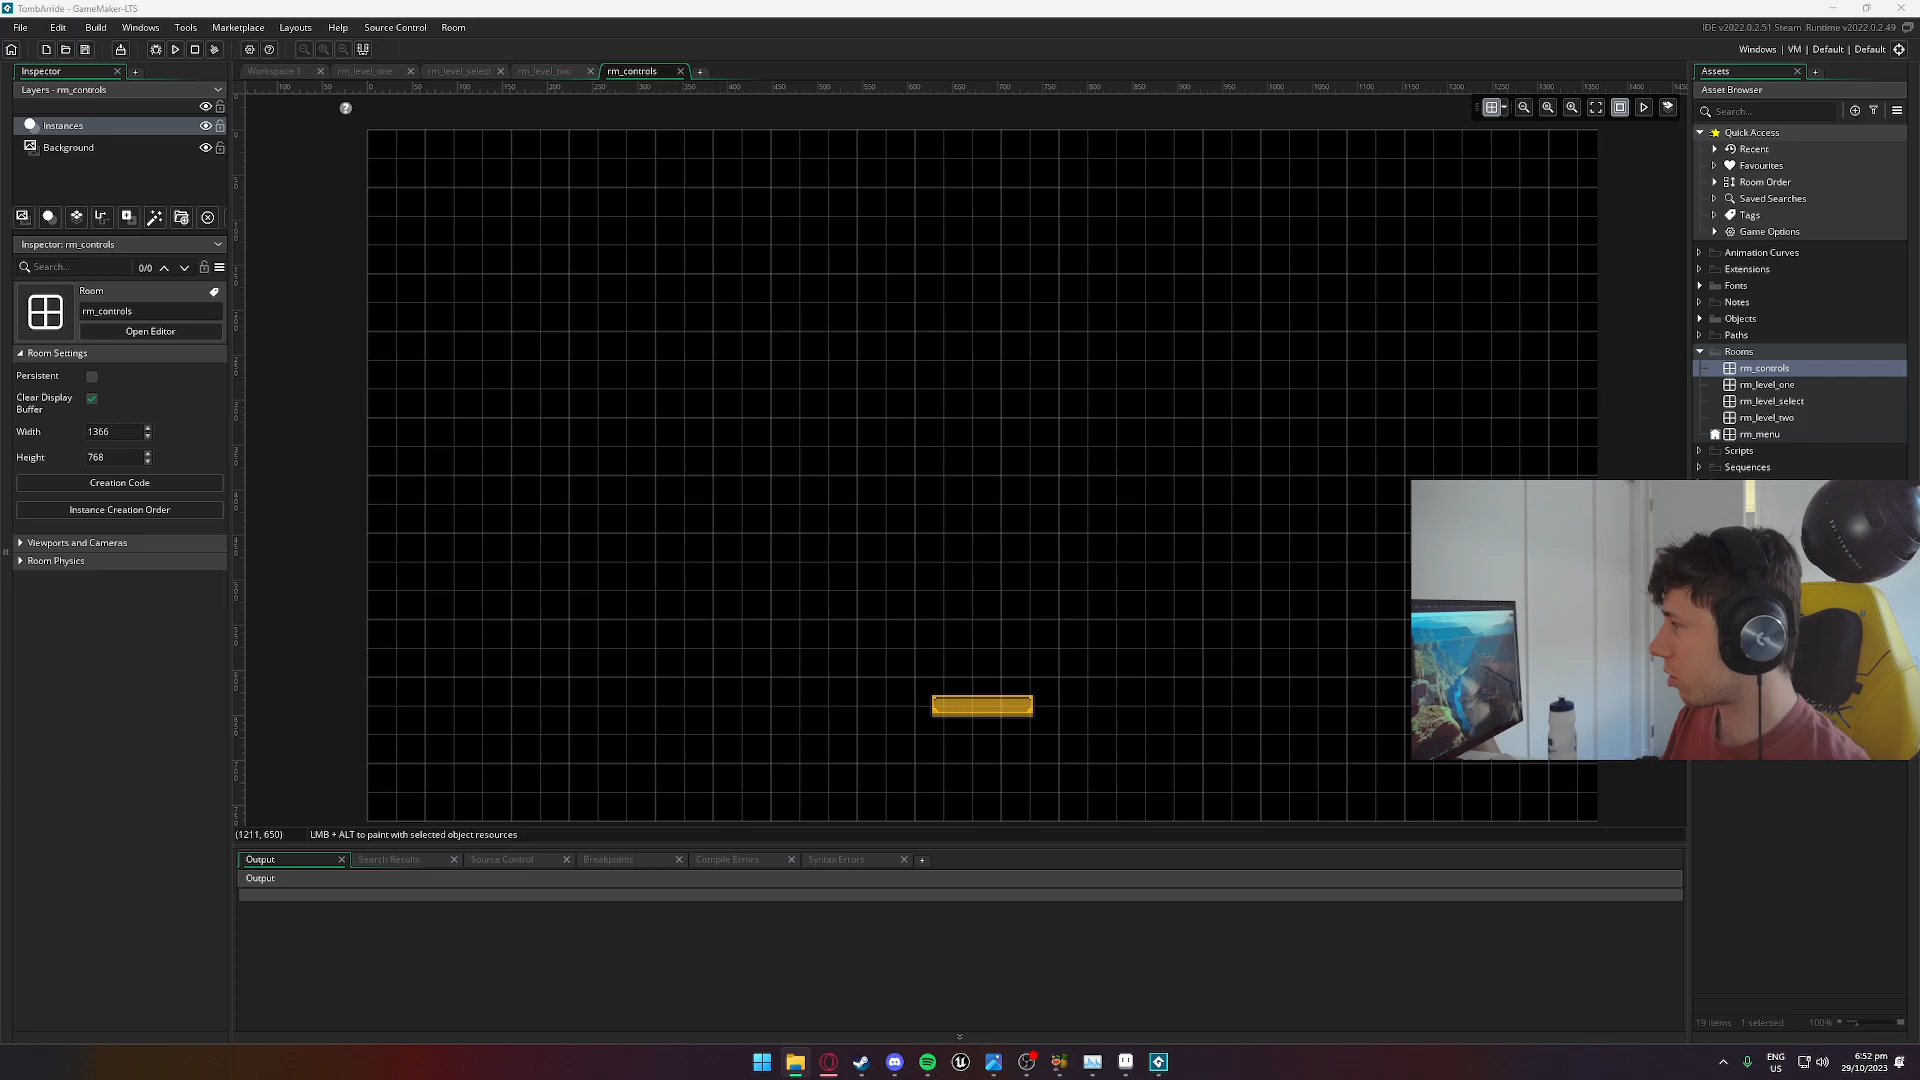 TombArride - GameMaker-LTS
File Edit Build Windows Tools Marketplace Layouts Help Source Control Room
IDE v2022.0.2.51 Steam Runtime v2022.0.2.49
Windows | VM | Default | Default
Inspector
Workspace 1 rm_level_one rm_level_select rm_level_two rm_controls
Assets
Layers - rm_controls
Asset Browser
Search...
Instances
Background
Quick Access
Recent
Favourites
Room Order
Saved Searches
Tags
Game Options
Animation Curves
Extensions
Fonts
Notes
Objects
Paths
Rooms
rm_controls
rm_level_one
rm_level_select
rm_level_two
rm_menu
Scripts
Sequences
Inspector: rm_controls
Search... 0/0
Room
rm_controls
Open Editor
Room Settings
Persistent
Clear Display
Buffer
Width 1366
Height 768
Creation Code
Instance Creation Order
Viewports and Cameras
Room Physics
(1211, 650) LMB + ALT to paint with selected object resources
Output Search Results Source Control Breakpoints Compile Errors Syntax Errors
Output
19 items 1 selected 100%
ENG
US
6:52 pm
29/10/2023